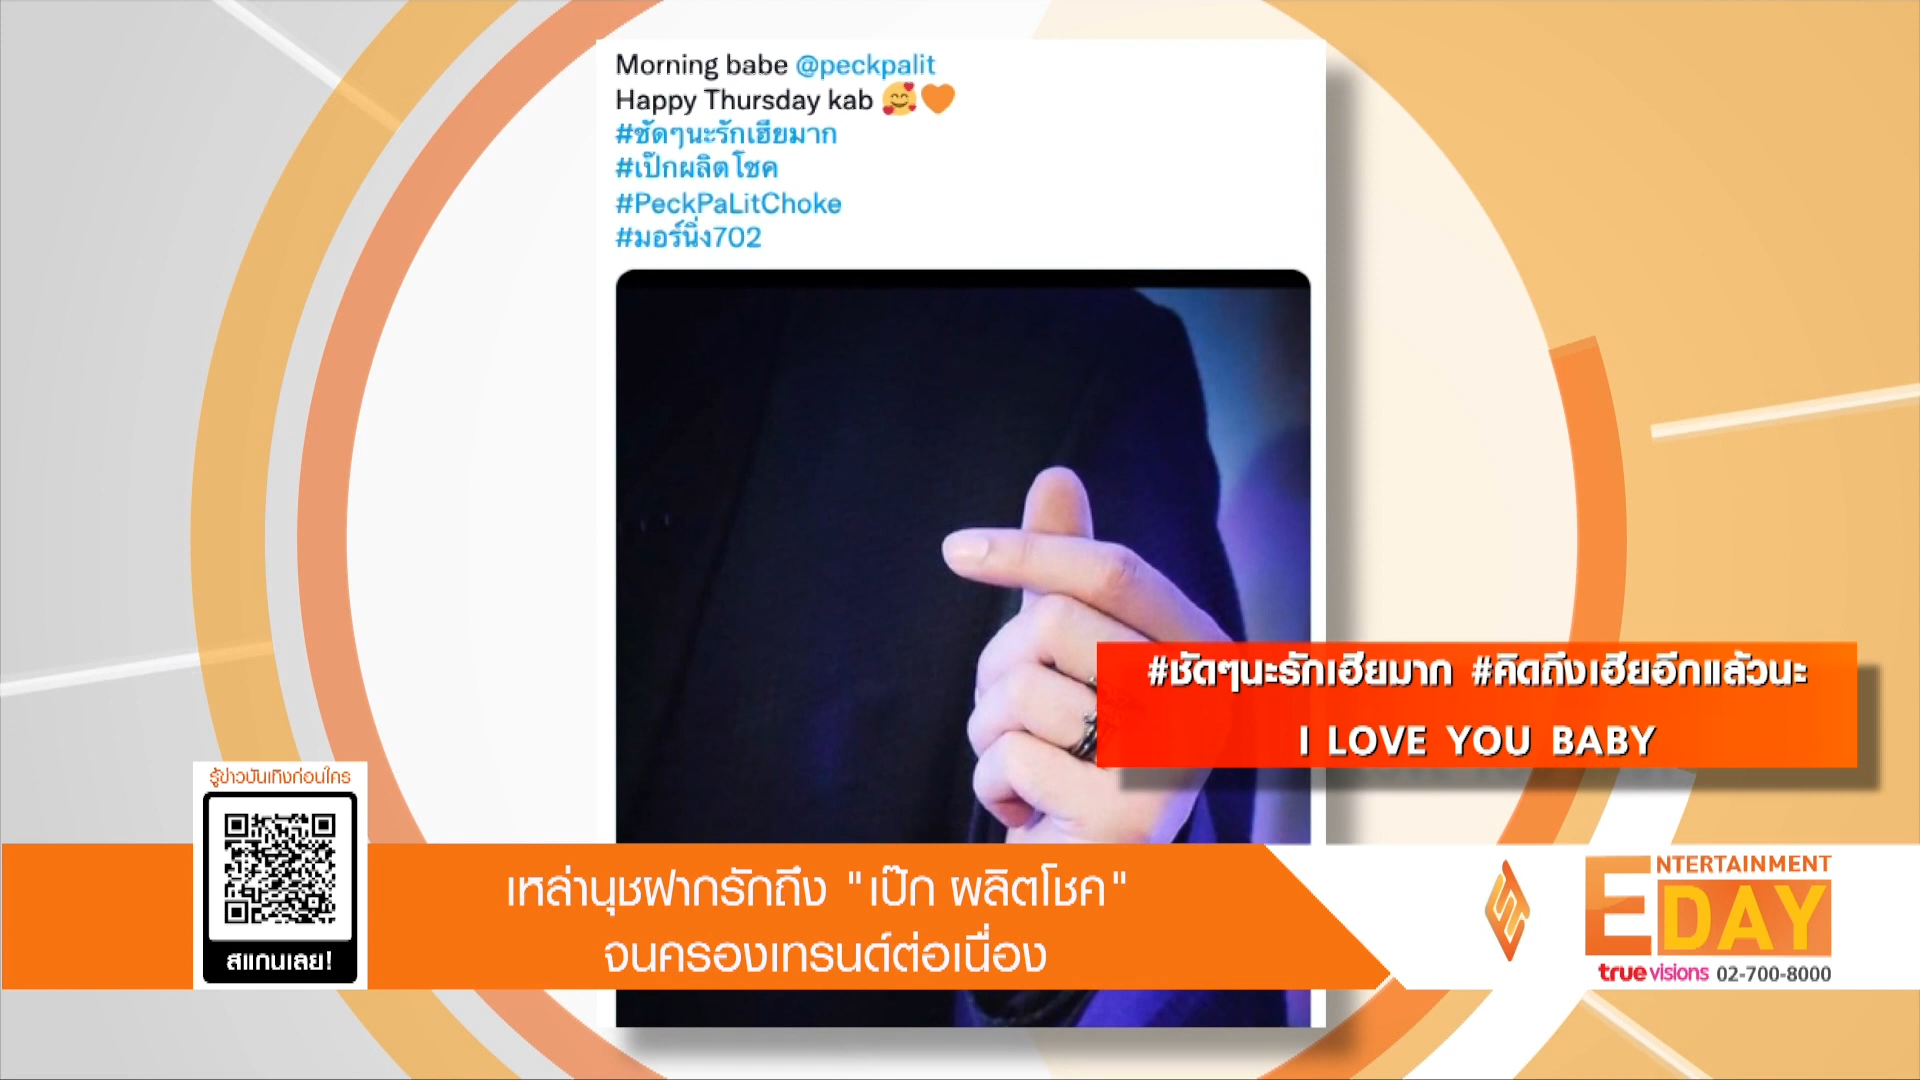 Morning babe @peckpalit
Happy Thursday kab 🥰🧡
#ชัดๆนะรักเฮียมาก
#เป๊กผลิตโชค
#PeckPaLitChoke
#มอร์นิ่ง702
#ชัดๆนะรักเฮียมาก #คิดถึงเฮียอีกแล้วนะ
I LOVE YOU BABY
รู้ข่าวบันเทิงก่อนใคร
สแกนเลย!
เหล่านุชฝากรักถึง "เป๊ก ผลิตโชค"
จนครองเทรนด์ต่อเนื่อง
ENTERTAINMENT
DAY
truevisions 02-700-8000